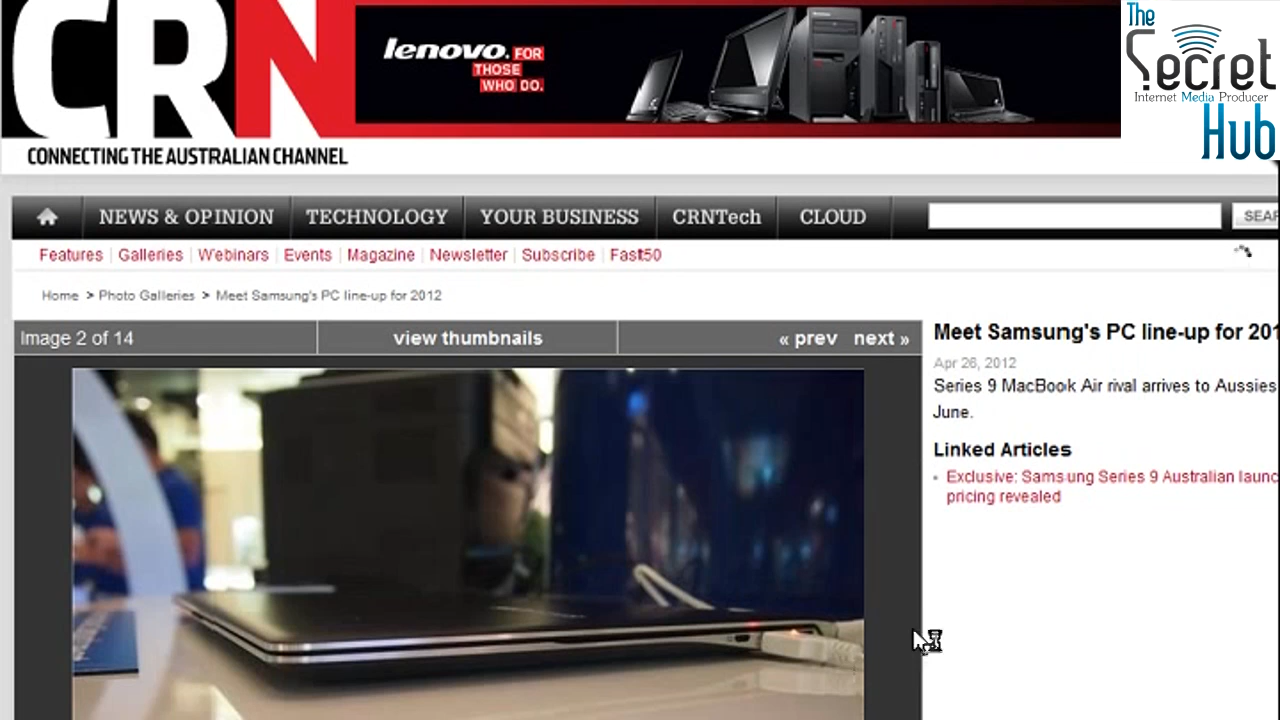 CRN
CONNECTING THE AUSTRALIAN CHANNEL
lenovo. FOR
THOSE
WHO DO.
The
Secret
Internet Media Producer
Hub
NEWS & OPINION TECHNOLOGY YOUR BUSINESS CRNTech CLOUD SEAR
Features Galleries Webinars Events Magazine Newsletter Subscribe Fast50
Home > Photo Galleries > Meet Samsung's PC line-up for 2012
Image 2 of 14 view thumbnails « prev next »
Meet Samsung's PC line-up for 201
Apr 26, 2012
Series 9 MacBook Air rival arrives to Aussies
June.
Linked Articles
Exclusive: Samsung Series 9 Australian launc
pricing revealed